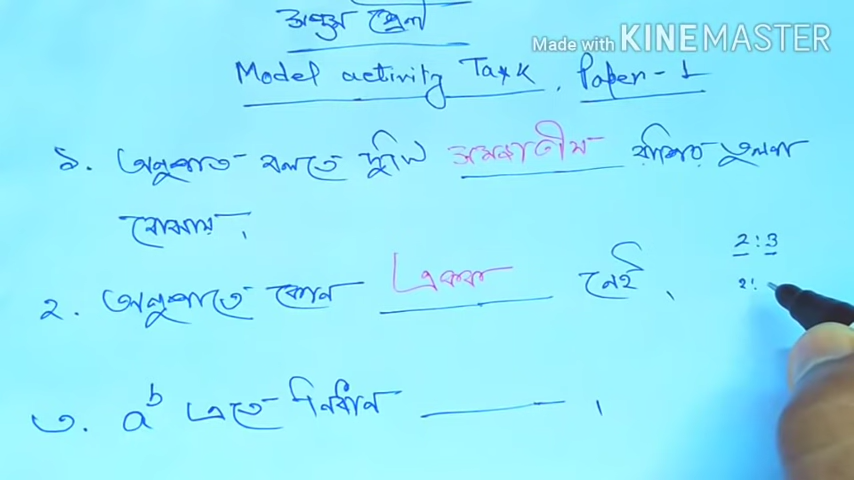 অষ্টম শ্রেণি
Made with KINEMASTER
Model activity Task, Paper - 1
১. অনুপাত বলতে দুটি সমজাতীয় রাশির তুলনা
বোঝায়।
2 : 3
২. অনুপাতে কোন একক নেই।
2 :
৩. a^b এতে নিধান ______ ।